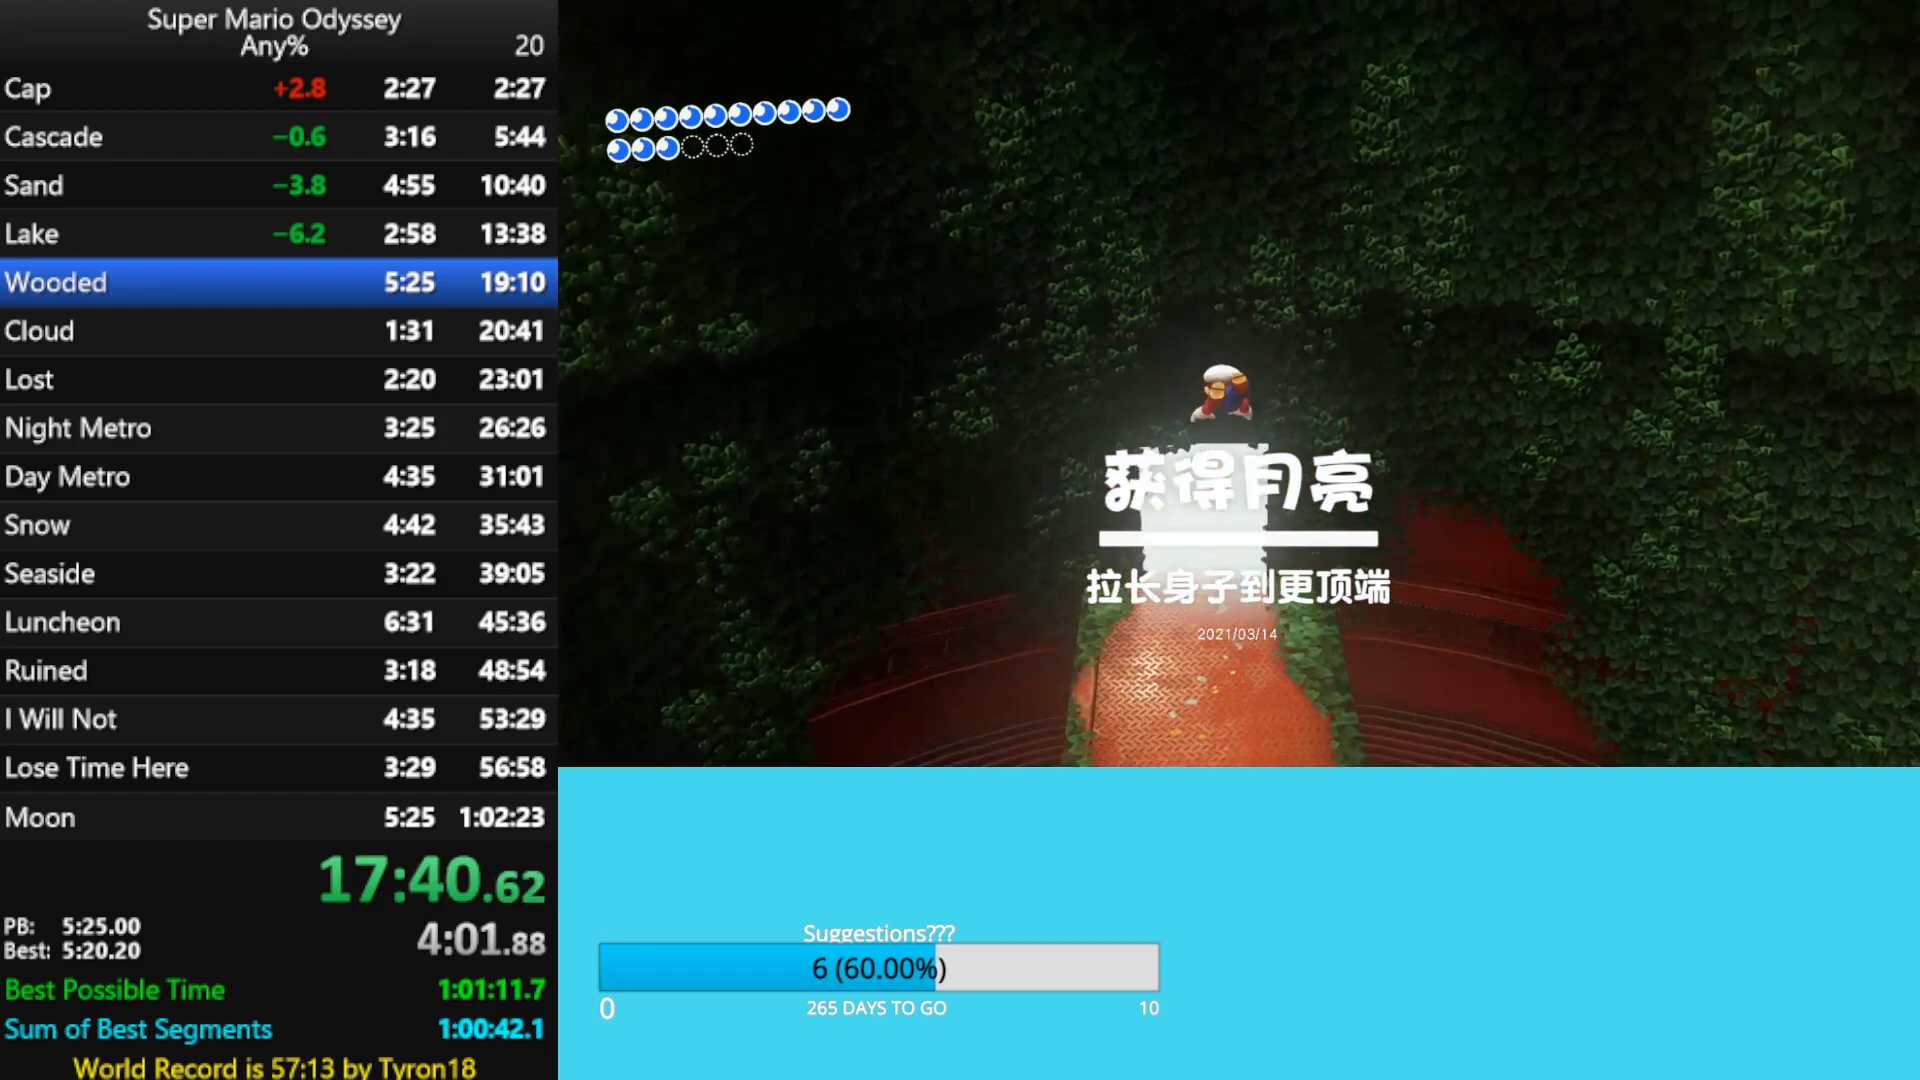 Super Mario Odyssey
Any% 20
Cap +2.8 2:27 2:27
Cascade −0.6 3:16 5:44
Sand −3.8 4:55 10:40
Lake −6.2 2:58 13:38
Wooded 5:25 19:10
Cloud 1:31 20:41
Lost 2:20 23:01
Night Metro 3:25 26:26
Day Metro 4:35 31:01
Snow 4:42 35:43
Seaside 3:22 39:05
Luncheon 6:31 45:36
Ruined 3:18 48:54
I Will Not 4:35 53:29
Lose Time Here 3:29 56:58
Moon 5:25 1:02:23
17:40.62
PB: 5:25.00
Best: 5:20.20
4:01.88
Best Possible Time 1:01:11.7
Sum of Best Segments 1:00:42.1
World Record is 57:13 by Tyron18
获得月亮
拉长身子到更顶端
2021/03/14
Suggestions???
6 (60.00%)
0 265 DAYS TO GO 10